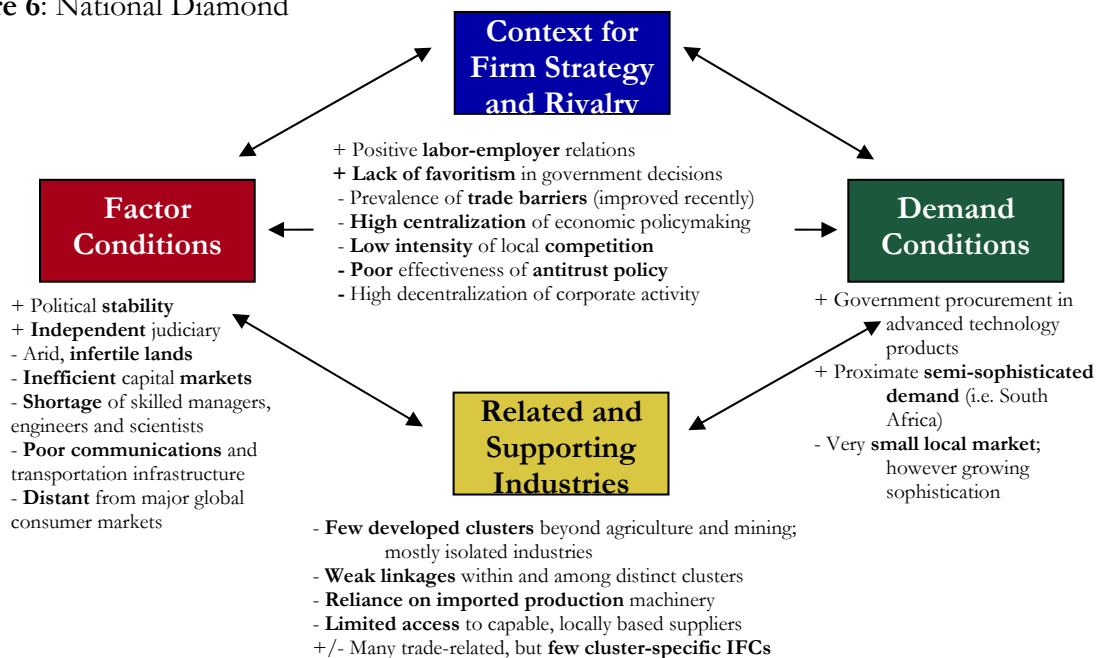 re 6: National Diamond
Context for
Firm Strategy
and Rivalry
+ Positive labor-employer relations
+ Lack of favoritism in government decisions
- Prevalence of trade barriers (improved recently)
- High centralization of economic policymaking
- Low intensity of local competition
- Poor effectiveness of antitrust policy
- High decentralization of corporate activity
Factor
Conditions
+ Political stability
+ Independent judiciary
- Arid, infertile lands
- Inefficient capital markets
- Shortage of skilled managers,
engineers and scientists
- Poor communications and
transportation infrastructure
- Distant from major global
consumer markets
Demand
Conditions
+ Government procurement in
advanced technology
products
+ Proximate semi-sophisticated
demand (i.e. South
Africa)
- Very small local market;
however growing
sophistication
Related and
Supporting
Industries
- Few developed clusters beyond agriculture and mining;
mostly isolated industries
- Weak linkages within and among distinct clusters
- Reliance on imported production machinery
- Limited access to capable, locally based suppliers
+/- Many trade-related, but few cluster-specific IFCs